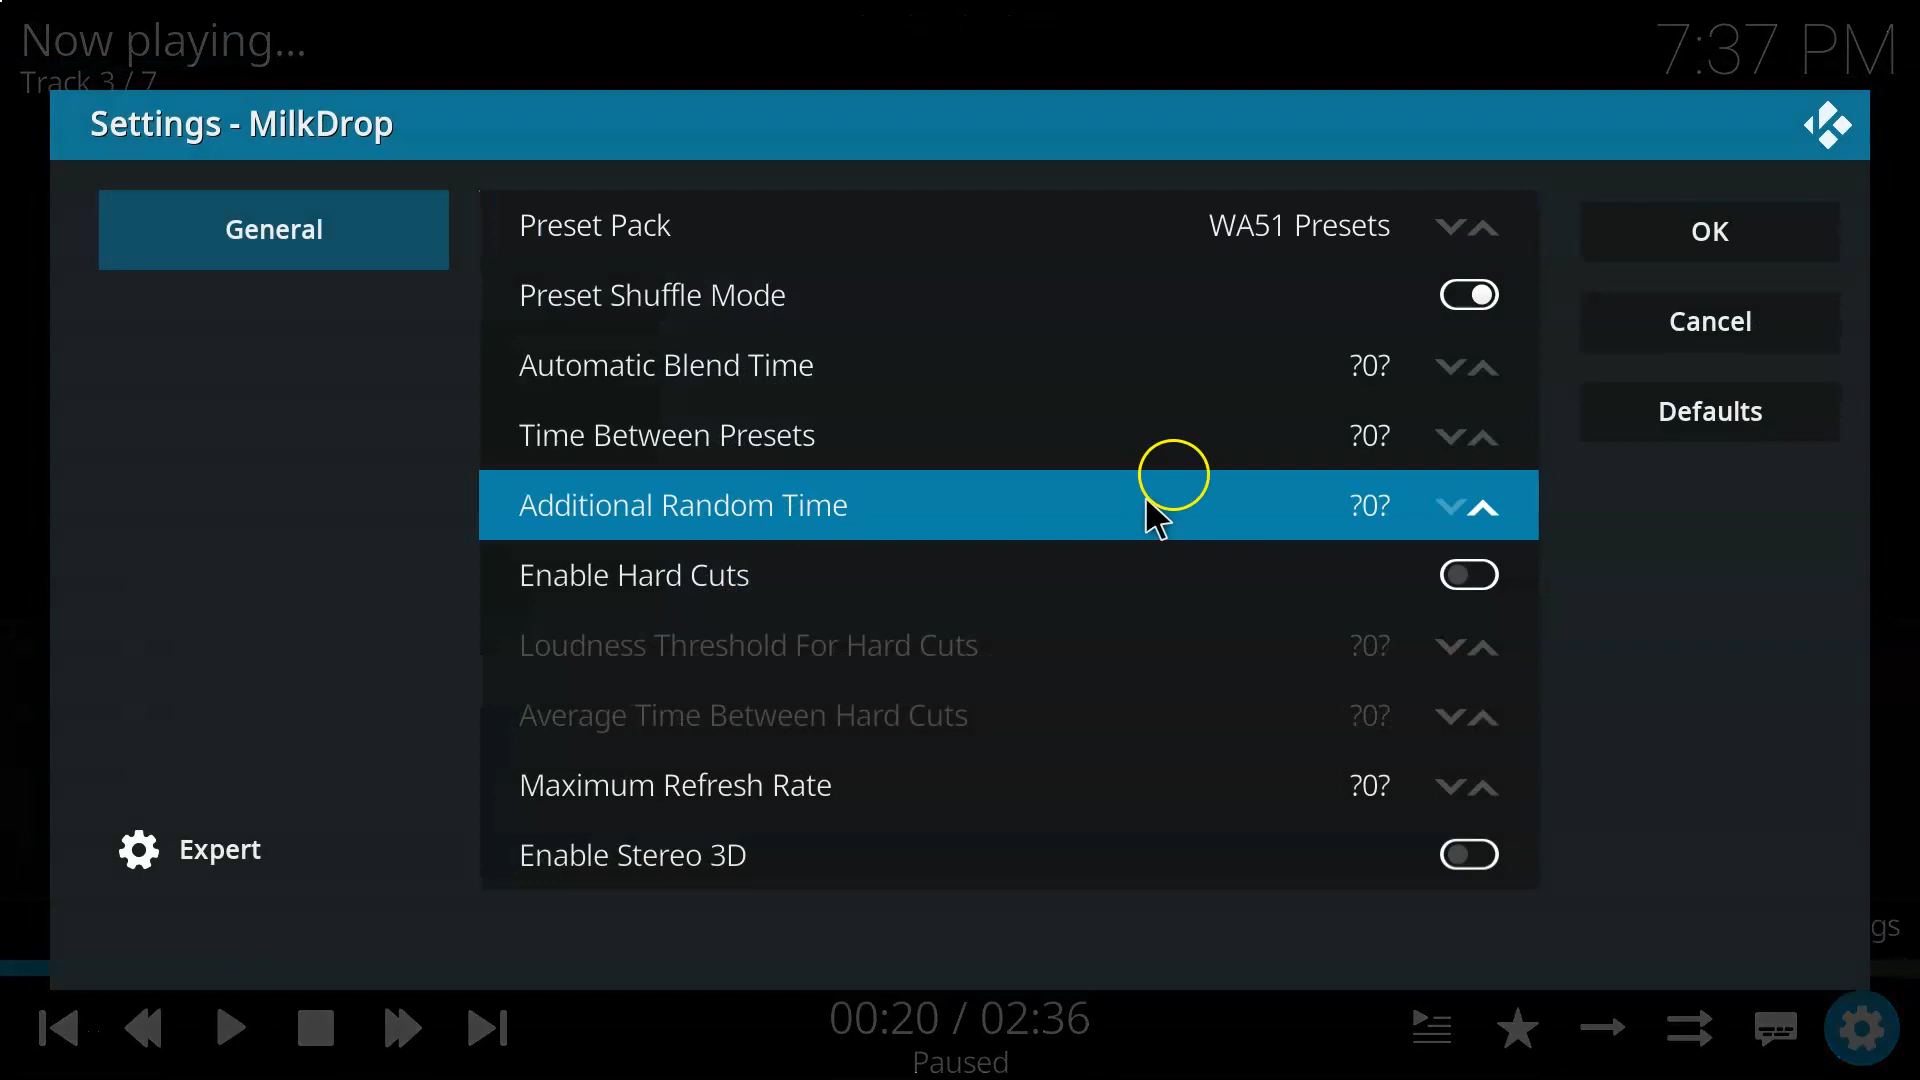 Now playing...
Track 3 / 7
7:37 PM
Settings - MilkDrop
General
Preset Pack
WA51 Presets
Preset Shuffle Mode
Automatic Blend Time
?0?
Time Between Presets
?0?
Additional Random Time
?0?
Enable Hard Cuts
Loudness Threshold For Hard Cuts
?0?
Average Time Between Hard Cuts
?0?
Maximum Refresh Rate
?0?
Enable Stereo 3D
OK
Cancel
Defaults
Expert
gs
00:20 / 02:36
Paused